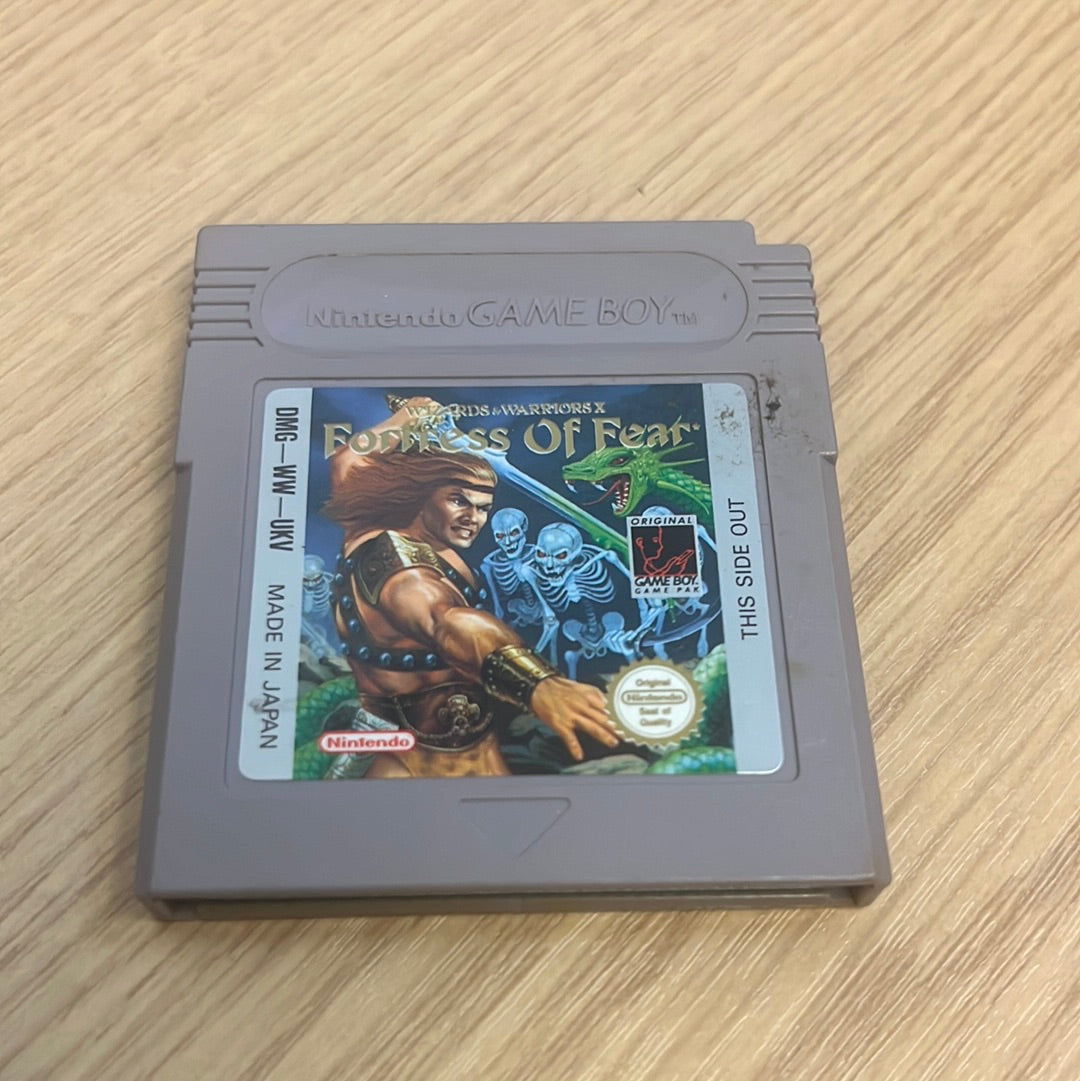 Nintendo GAME BOY™
DMG-WW-UKV MADE IN JAPAN
WIZARDS & WARRIORS X
Fortress Of Fear
ORIGINAL
GAME BOY
GAME PAK
THIS SIDE OUT
Original
Nintendo
Seal of
Quality
Nintendo